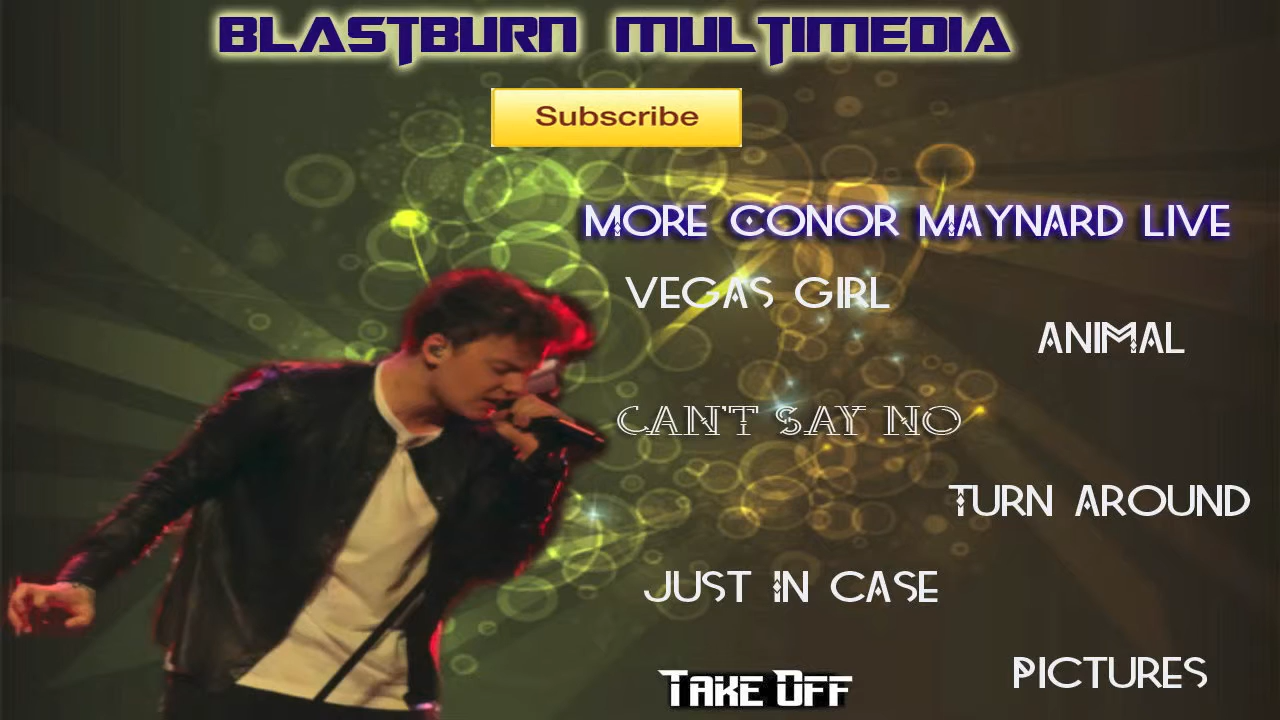 BLASTBURN MULTIMEDIA
Subscribe
MORE CONOR MAYNARD LIVE
VEGAS GIRL
ANIMAL
CAN'T SAY NO
TURN AROUND
JUST IN CASE
PICTURES
TAKE OFF